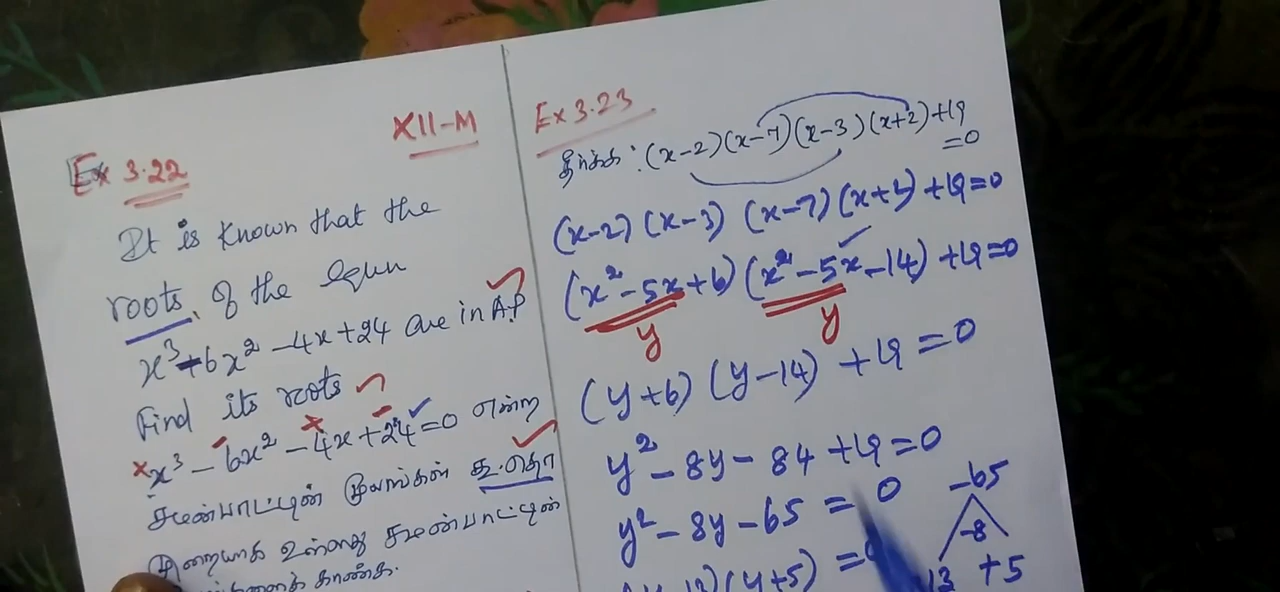 XII-M
Ex 3.22
It is known that the
roots of the equn
x³-6x² -4x+24 are in A.P
Find its roots
x³ - 6x² - 4x + 24 = 0 என்ற
சமன்பாட்டின் மூலங்கள் கூ.தொ
முறையாக உள்ளது சமன்பாட்டின்
காண்க.
Ex 3.23
தீர்க்க : (x-2)(x-7)(x-3)(x+2)+19
=0
(x-2)(x-3) (x-7)(x+2) +19=0
(x²-5x+6)(x²-5x-14)+19=0
y y
(y+6) (y-14) +19=0
y²-8y-84+19=0
y²-8y-65=0
(y+5) =0
-65
-8
13 +5